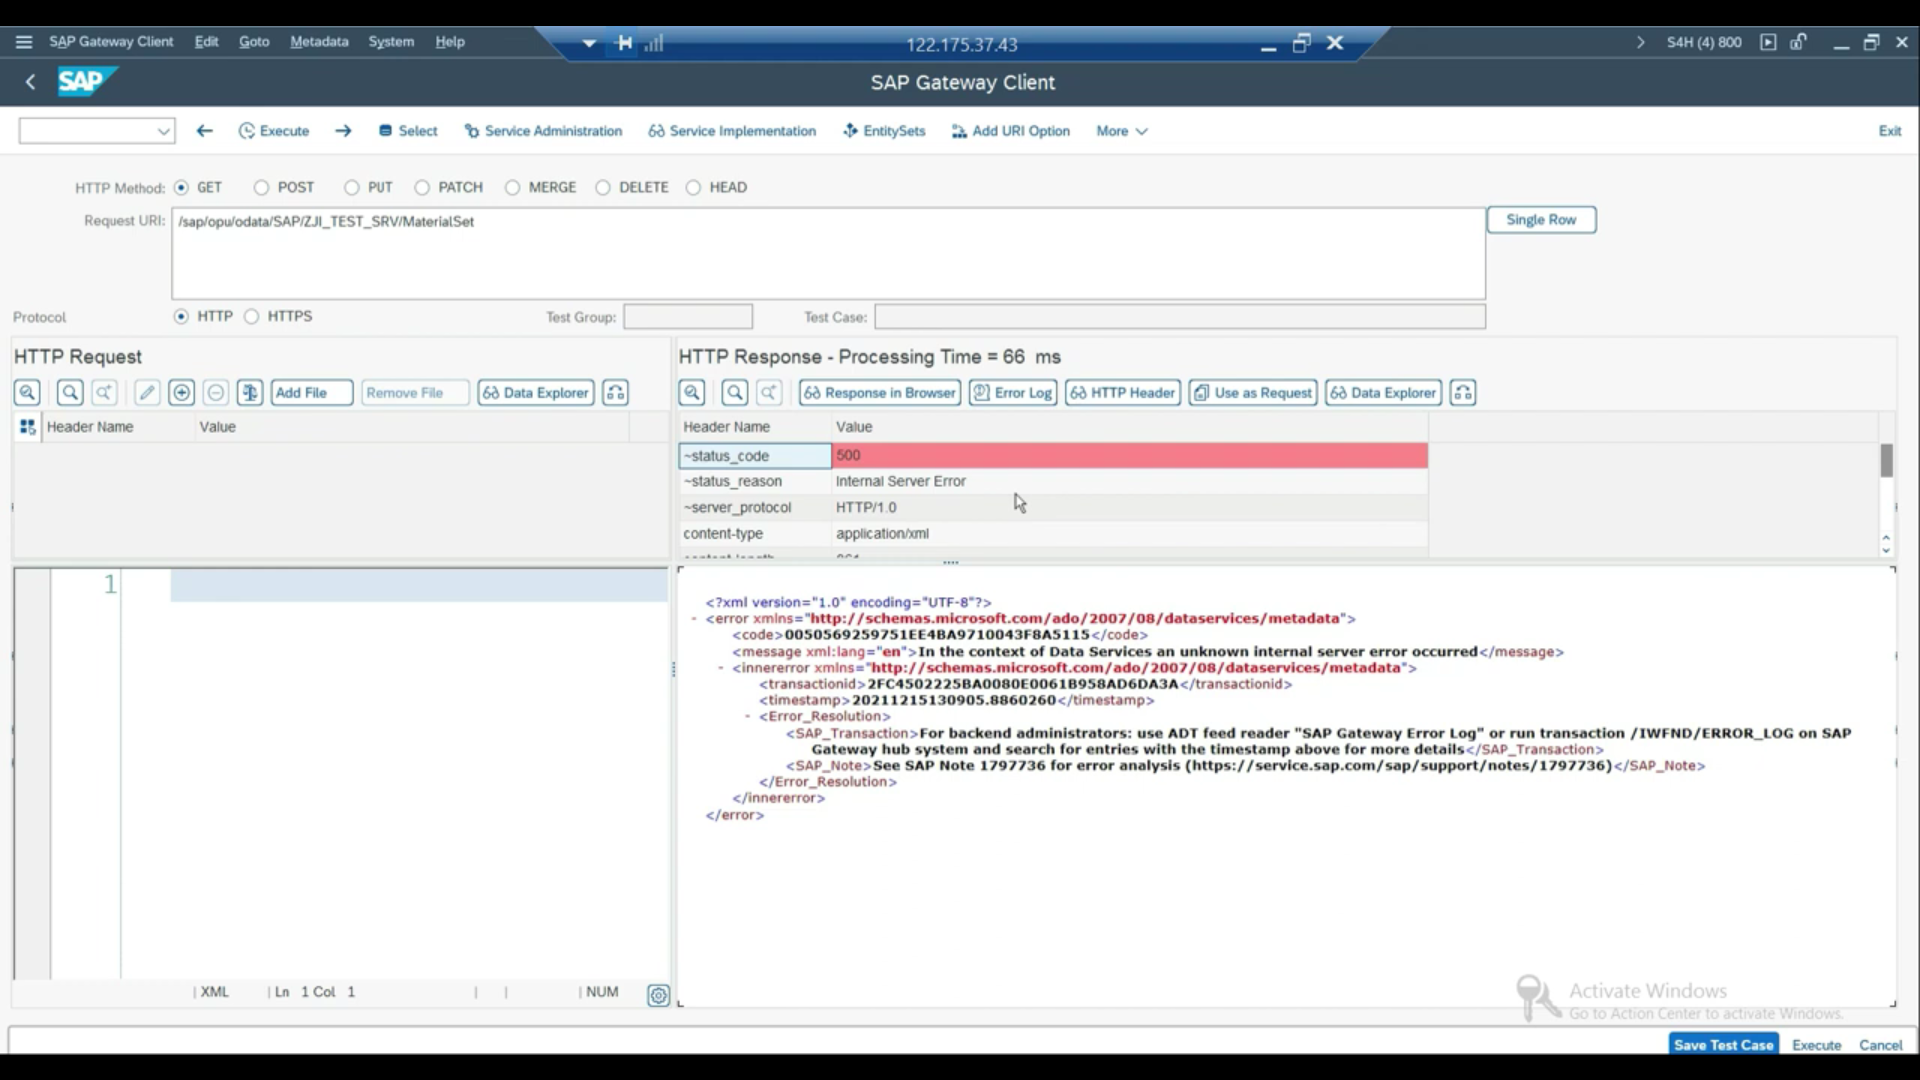 SAP Gateway Client Edit Goto Metadata System Help
122.175.37.43
S4H (4) 800
SAP
SAP Gateway Client
Execute Select Service Administration Service Implementation EntitySets Add URI Option More Exit
HTTP Method: GET POST PUT PATCH MERGE DELETE HEAD
Request URI: /sap/opu/odata/SAP/ZJI_TEST_SRV/MaterialSet
Single Row
Protocol HTTP HTTPS Test Group: Test Case:
HTTP Request
Add File Remove File Data Explorer
Header Name Value
HTTP Response - Processing Time = 66 ms
Response in Browser Error Log HTTP Header Use as Request Data Explorer
Header Name Value
~status_code 500
~status_reason Internal Server Error
~server_protocol HTTP/1.0
content-type application/xml
1
| XML | Ln 1 Col 1 | | | NUM
<?xml version="1.0" encoding="UTF-8"?>
- <error xmlns="http://schemas.microsoft.com/ado/2007/08/dataservices/metadata">
<code>0050569259751EE4BA9710043F8A5115</code>
<message xml:lang="en">In the context of Data Services an unknown internal server error occurred</message>
- <innererror xmlns="http://schemas.microsoft.com/ado/2007/08/dataservices/metadata">
<transactionid>2FC4502225BA0080E0061B958AD6DA3A</transactionid>
<timestamp>20211215130905.8860260</timestamp>
- <Error_Resolution>
<SAP_Transaction>For backend administrators: use ADT feed reader "SAP Gateway Error Log" or run transaction /IWFND/ERROR_LOG on SAP
Gateway hub system and search for entries with the timestamp above for more details</SAP_Transaction>
<SAP_Note>See SAP Note 1797736 for error analysis (https://service.sap.com/sap/support/notes/1797736)</SAP_Note>
</Error_Resolution>
</innererror>
</error>
Activate Windows
Go to Action Center to activate Windows.
Save Test Case Execute Cancel